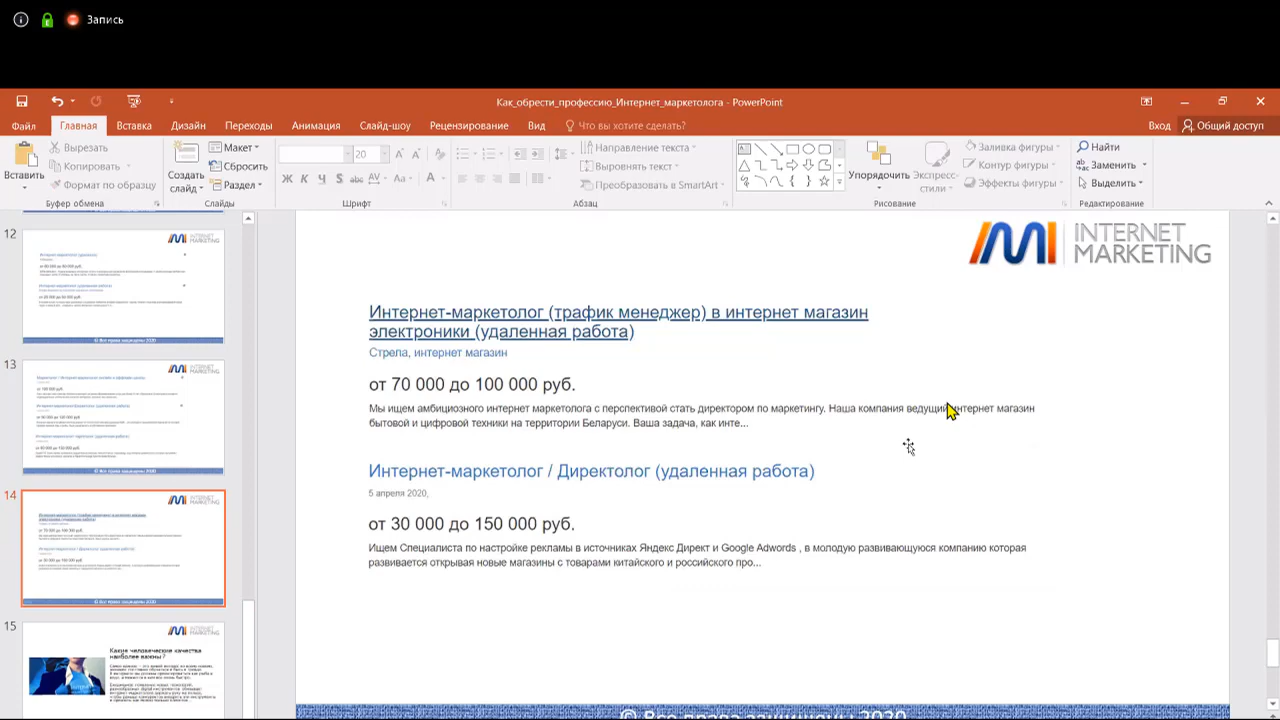 Запись
Как_обрести_профессию_Интернет_маркетолога - PowerPoint
Файл Главная Вставка Дизайн Переходы Анимация Слайд-шоу Рецензирование Вид Что вы хотите сделать? Вход Общий доступ
Вставить
Вырезать
Копировать
Формат по образцу
Буфер обмена
Создать слайд
Макет
Сбросить
Раздел
Слайды
20
Шрифт
Направление текста
Выровнять текст
Преобразовать в SmartArt
Абзац
Упорядочить
Экспресс-стили
Заливка фигуры
Контур фигуры
Эффекты фигуры
Рисование
Найти
Заменить
Выделить
Редактирование
12
13
14
15
INTERNET
MARKETING
Какие человеческие качества
наиболее важны?
INTERNET
MARKETING
Интернет-маркетолог (трафик менеджер) в интернет магазин
электроники (удаленная работа)
Стрела, интернет магазин
от 70 000 до 100 000 руб.
Мы ищем амбициозного интернет маркетолога с перспективой стать директором по маркетингу. Наша компания ведущий интернет магазин
бытовой и цифровой техники на территории Беларуси. Ваша задача, как инте...
Интернет-маркетолог / Директолог (удаленная работа)
5 апреля 2020,
от 30 000 до 150 000 руб.
Ищем Специалиста по настройке рекламы в источниках Яндекс Директ и Google Adwords , в молодую развивающуюся компанию которая
развивается открывая новые магазины с товарами китайского и российского про...
© Все права защищены 2020